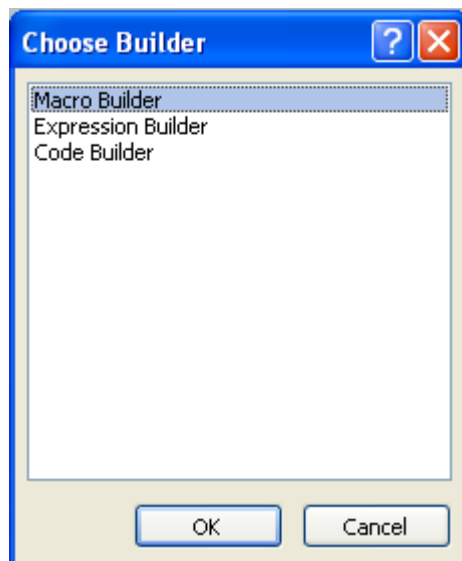 Choose Builder
?
Macro Builder
Expression Builder
Code Builder
OK Cancel